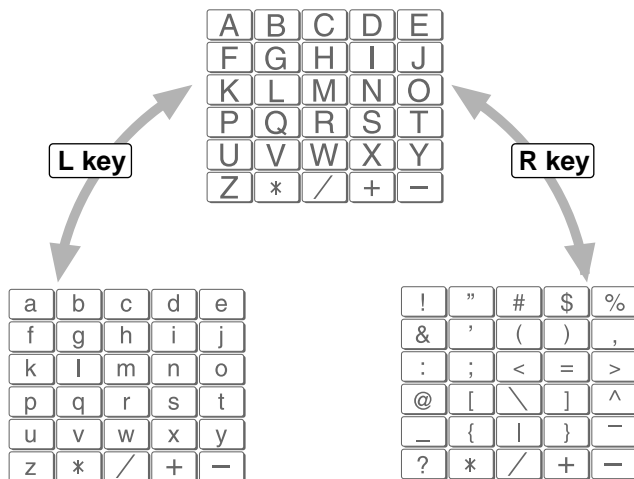 A B C D E
F G H I J
K L M N O
P Q R S T
U V W X Y
Z * / + −
L key
R key
a b c d e
f g h i j
k l m n o
p q r s t
u v w x y
z * / + −
! ” # $ %
& ’ ( ) ,
: ; < = >
@ [ \ ] ^
_ { | } ‾
? * / + −